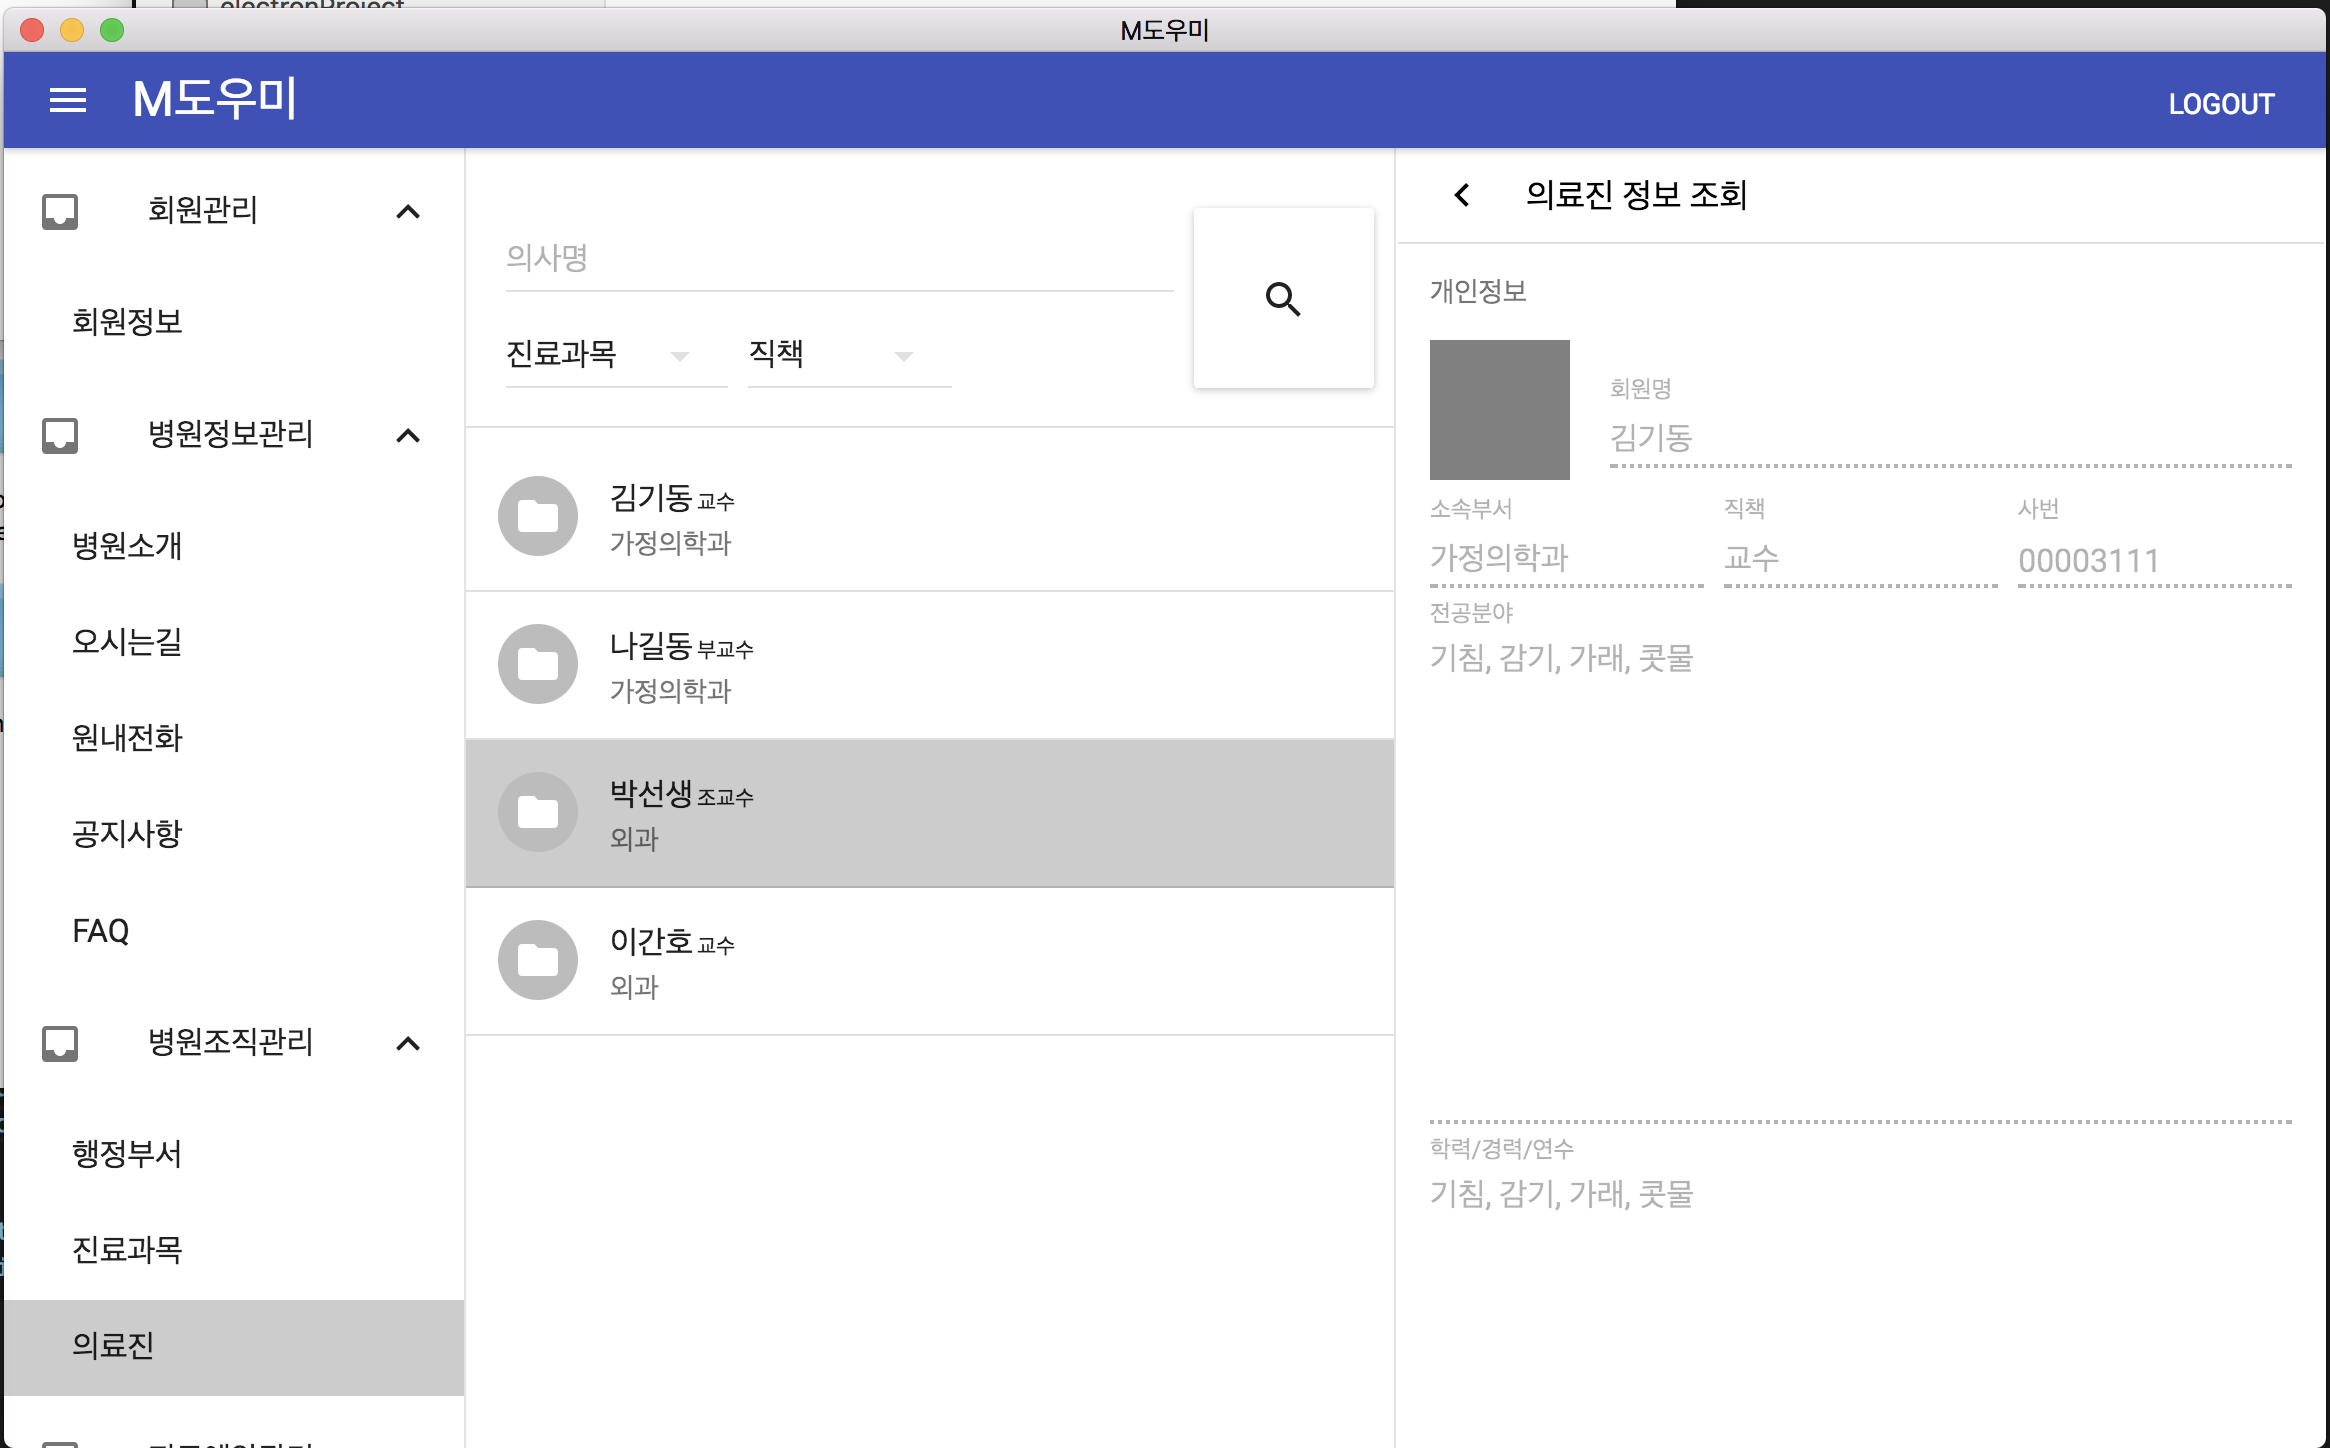 electronProject
M도우미
M도우미
LOGOUT
회원관리
회원정보
병원정보관리
병원소개
오시는길
원내전화
공지사항
FAQ
병원조직관리
행정부서
진료과목
의료진
의사명
진료과목 직책
김기동 교수
가정의학과
나길동 부교수
가정의학과
박선생 조교수
외과
이간호 교수
외과
의료진 정보 조회
개인정보
회원명
김기동
소속부서 직책 사번
가정의학과 교수 00003111
전공분야
기침, 감기, 가래, 콧물
학력/경력/연수
기침, 감기, 가래, 콧물